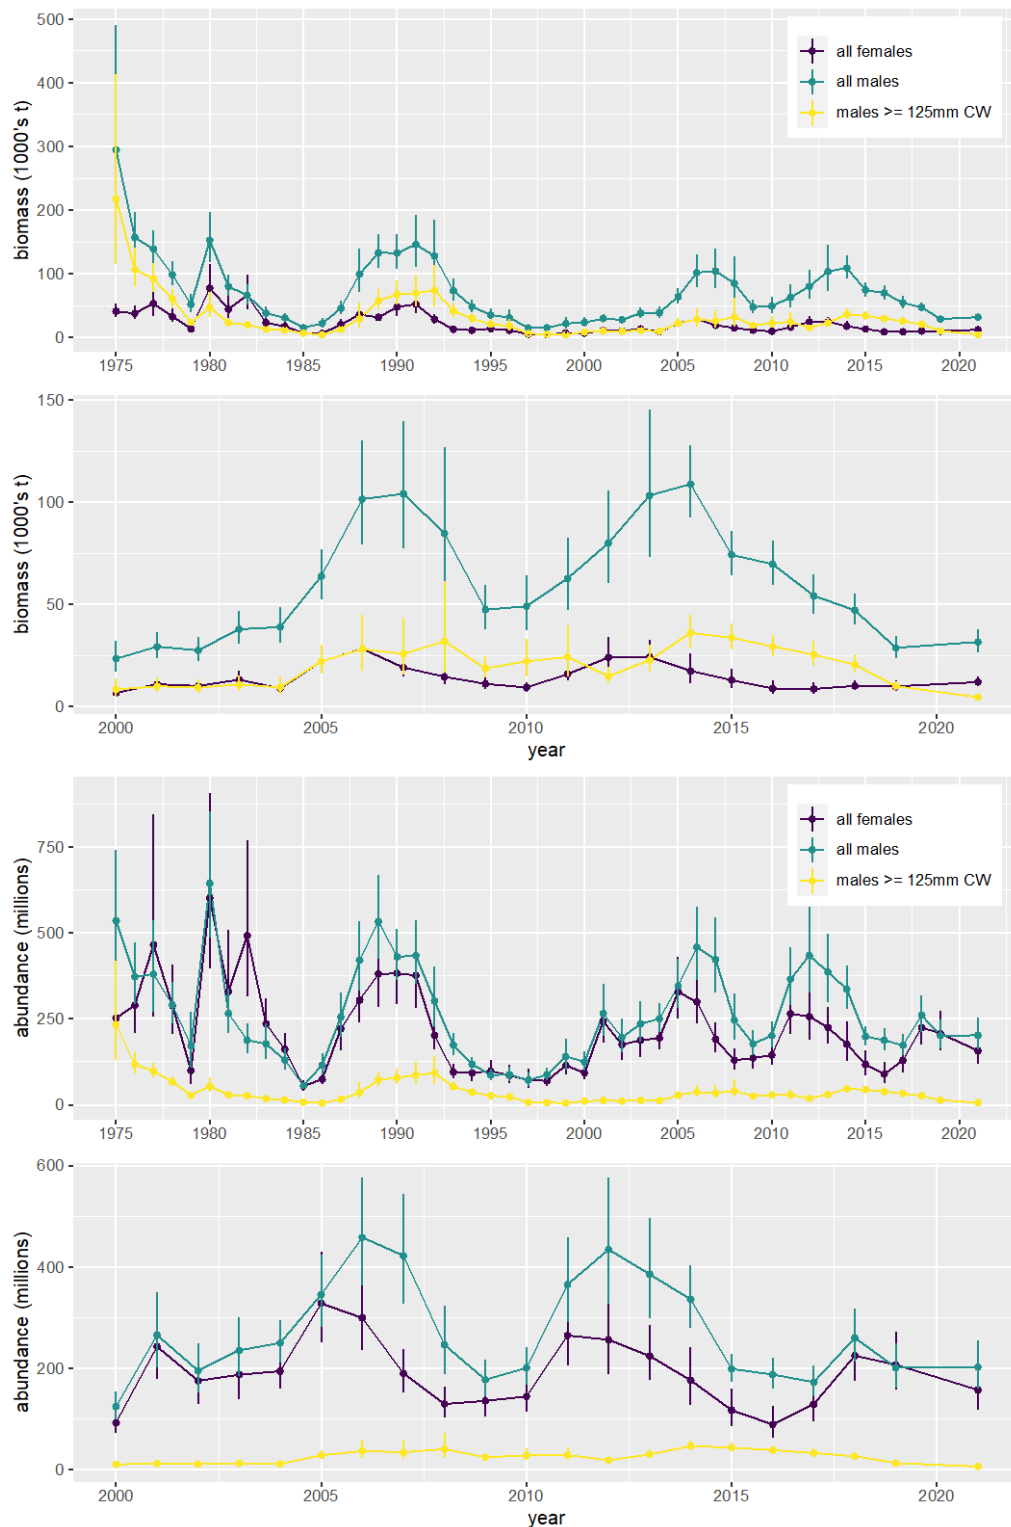 500
400
300
200
100
0
biomass (1000's t)
all females
all males
males >= 125mm CW
1975 1980 1985 1990 1995 2000 2005 2010 2015 2020
150
100
50
0
biomass (1000's t)
2000 2005 2010 2015 2020
year
750
500
250
0
abundance (millions)
all females
all males
males >= 125mm CW
1975 1980 1985 1990 1995 2000 2005 2010 2015 2020
600
400
200
0
abundance (millions)
2000 2005 2010 2015 2020
year